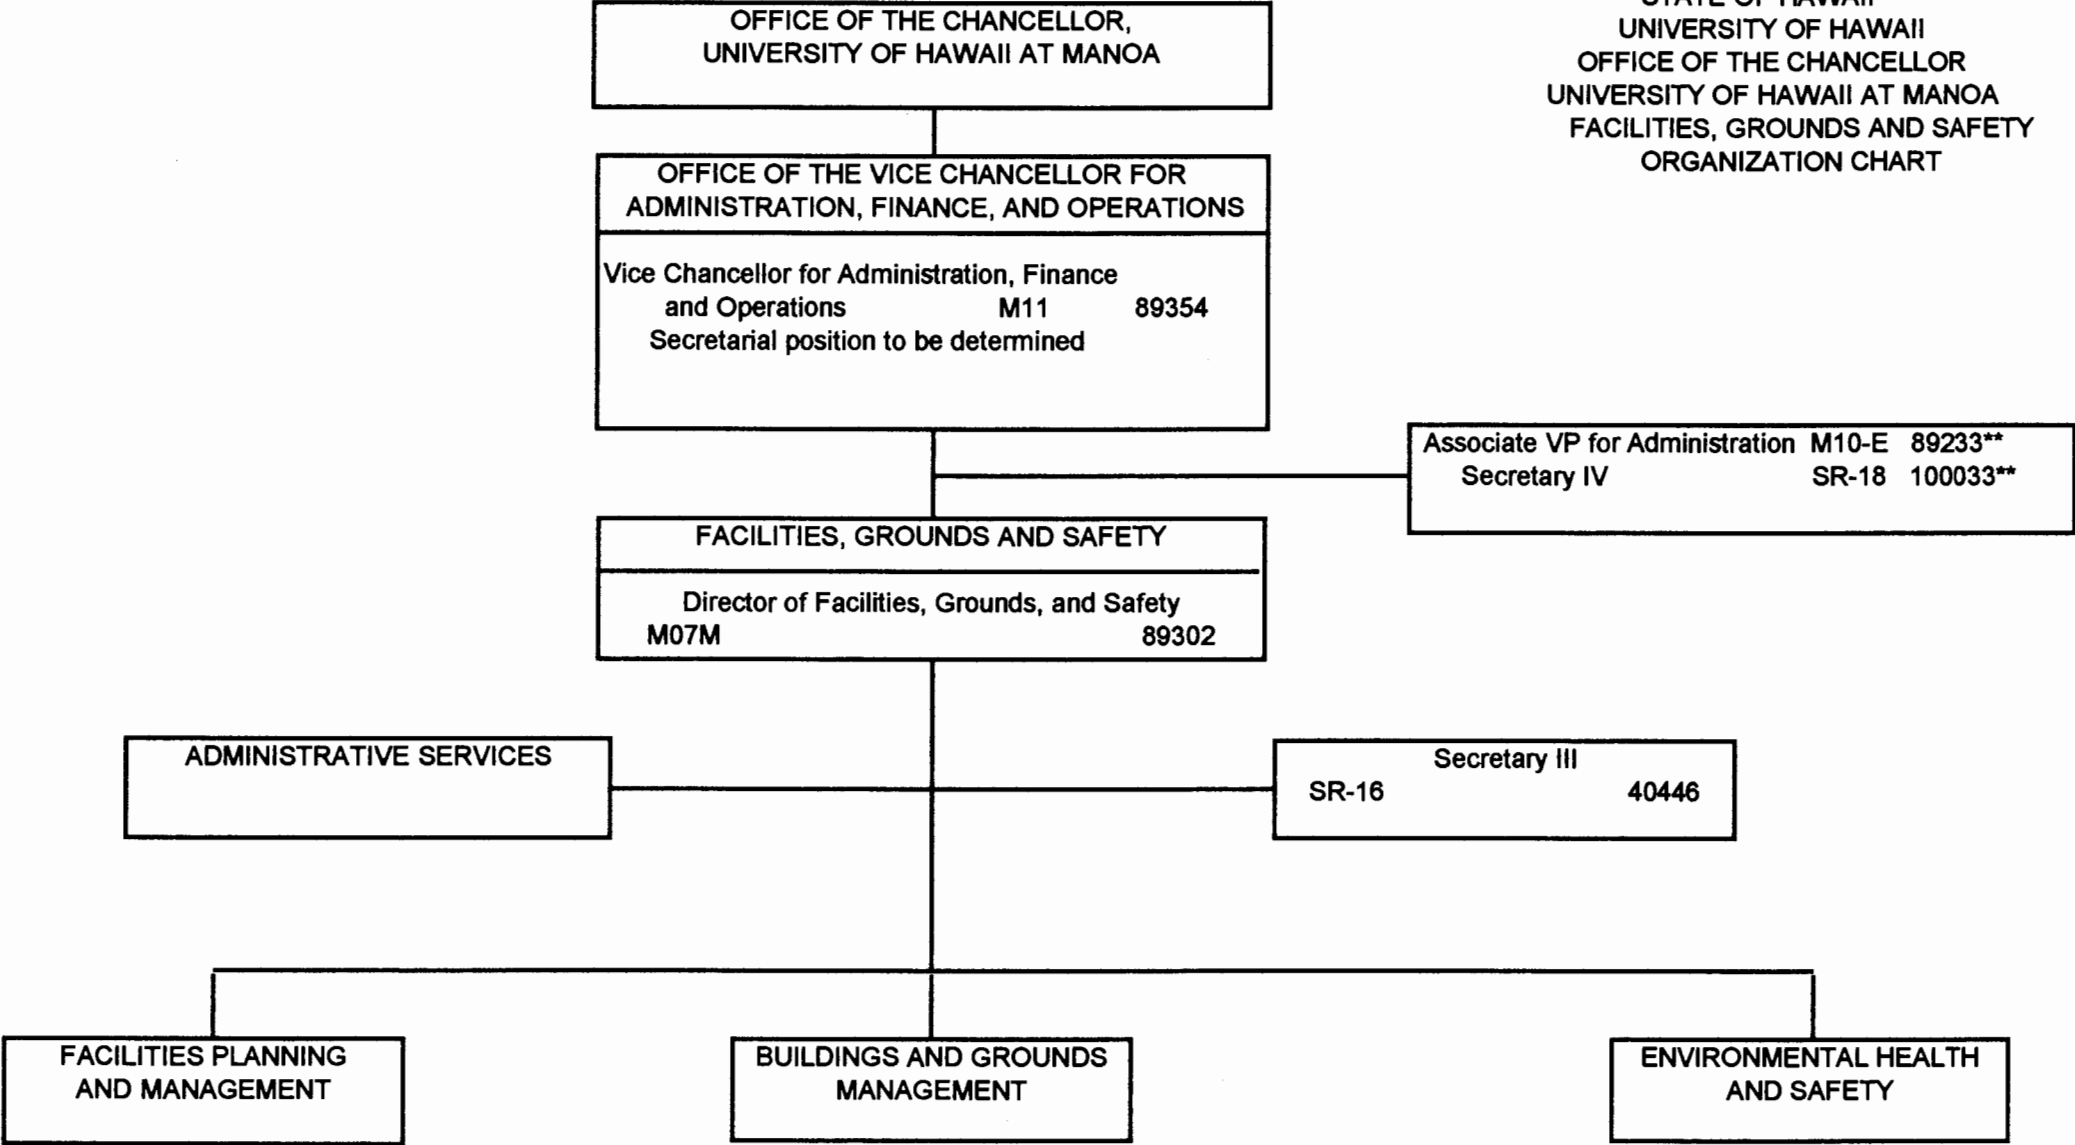 STATE OF HAWAII
UNIVERSITY OF HAWAII
OFFICE OF THE CHANCELLOR
UNIVERSITY OF HAWAII AT MANOA
FACILITIES, GROUNDS AND SAFETY
ORGANIZATION CHART
OFFICE OF THE CHANCELLOR,
UNIVERSITY OF HAWAII AT MANOA
OFFICE OF THE VICE CHANCELLOR FOR
ADMINISTRATION, FINANCE, AND OPERATIONS
Vice Chancellor for Administration, Finance
and Operations M11 89354
Secretarial position to be determined
Associate VP for Administration M10-E 89233**
Secretary IV SR-18 100033**
FACILITIES, GROUNDS AND SAFETY
Director of Facilities, Grounds, and Safety
M07M 89302
ADMINISTRATIVE SERVICES
Secretary III
SR-16 40446
FACILITIES PLANNING
AND MANAGEMENT
BUILDINGS AND GROUNDS
MANAGEMENT
ENVIRONMENTAL HEALTH
AND SAFETY